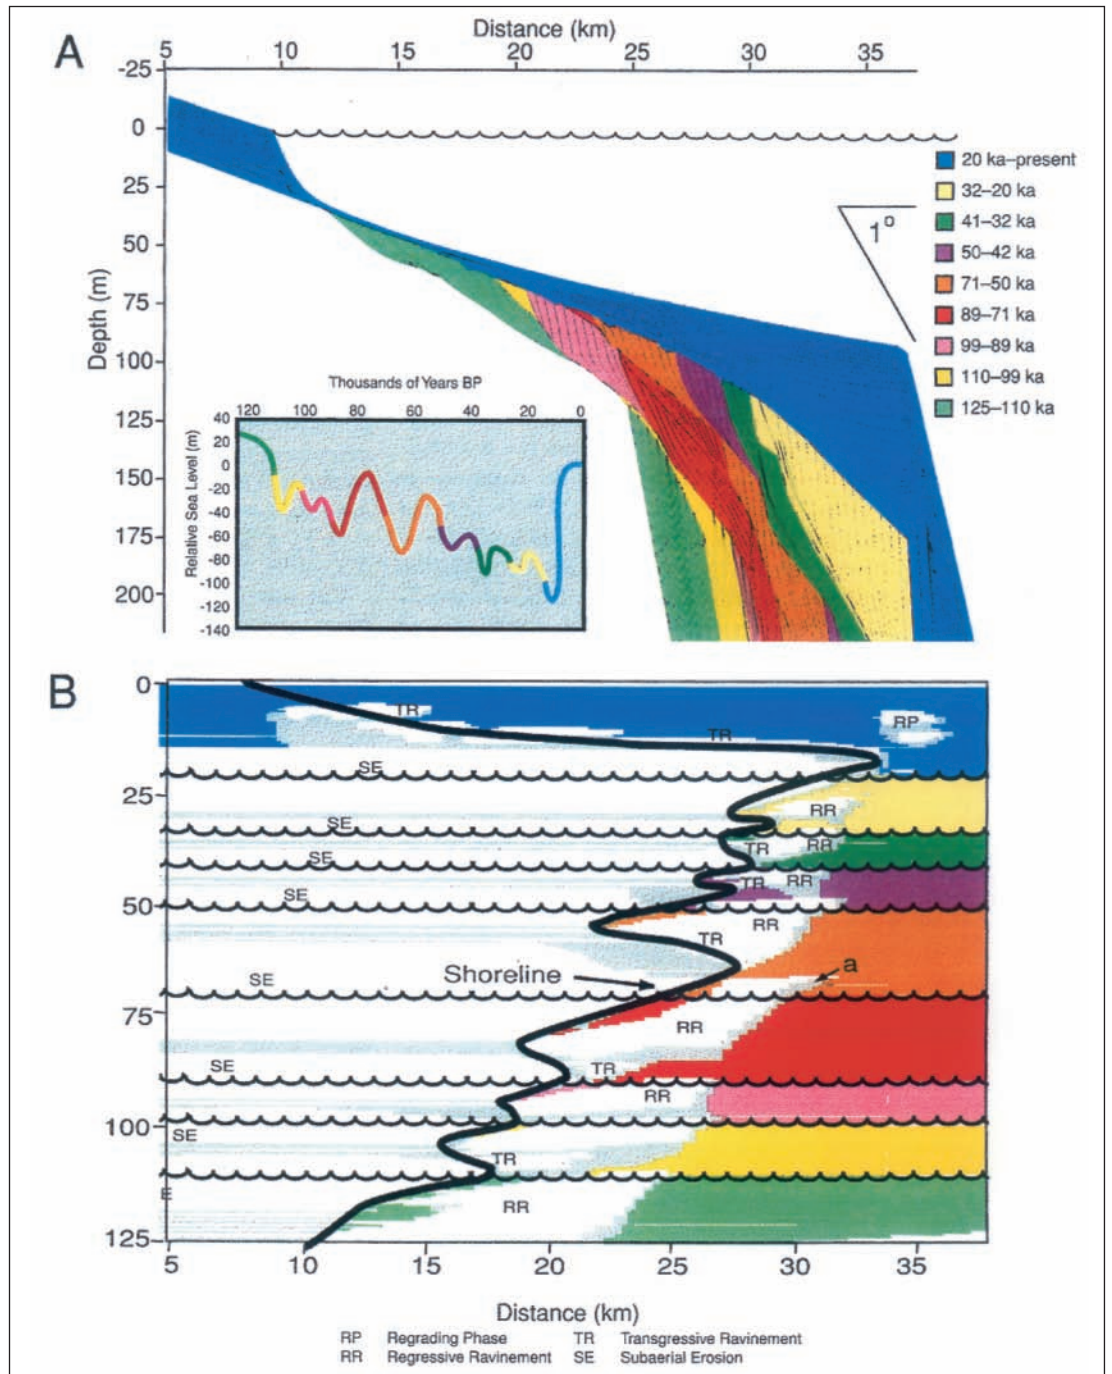 A
Distance (km)
5 10 15 20 25 30 35
-25
0
25
50
75
100
125
150
175
200
Depth (m)
1°
20 ka–present
32–20 ka
41–32 ka
50–42 ka
71–50 ka
89–71 ka
99–89 ka
110–99 ka
125–110 ka
Thousands of Years BP
120 100 80 60 40 20 0
Relative Sea Level (m)
40
20
0
-20
-40
-60
-80
-100
-120
-140
B
0
25
50
75
100
125
TR
RP
TR
SE
RR
SE
TR RR
SE
TR RR
SE
RR
TR
a
Shoreline
SE
RR
SE
TR
RR
SE
TR
E
RR
5 10 15 20 25 30 35
Distance (km)
RP Regrading Phase TR Transgressive Ravinement
RR Regressive Ravinement SE Subaerial Erosion